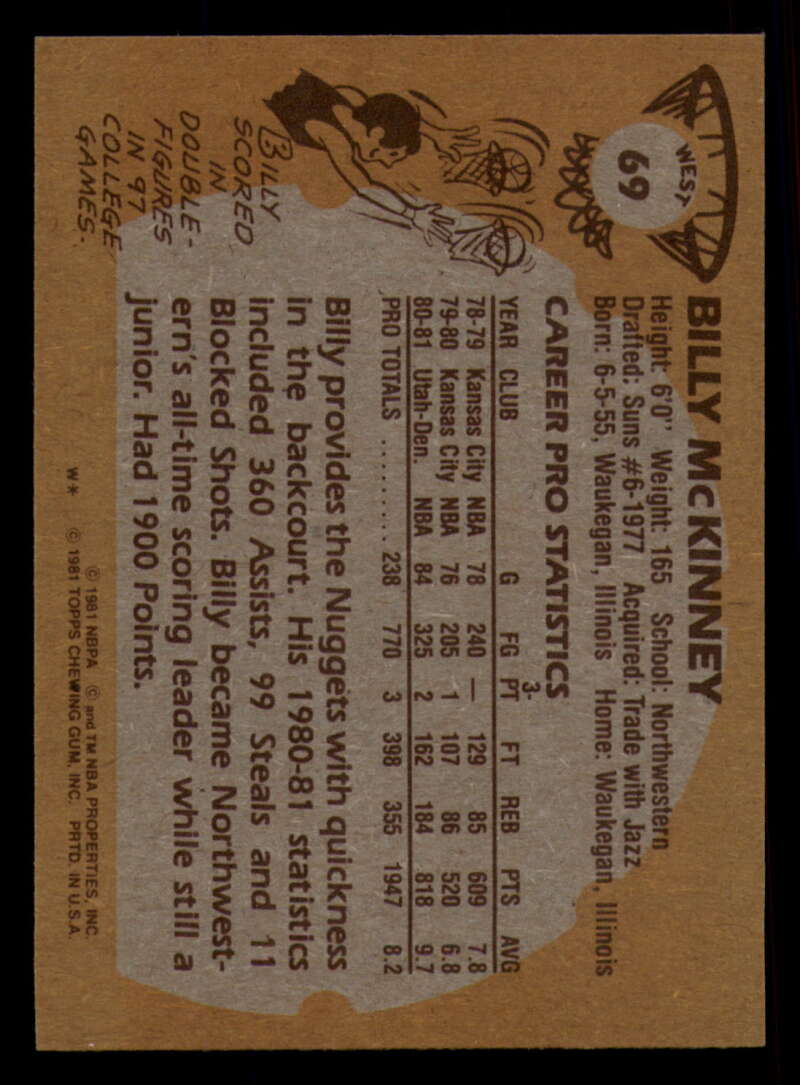 WEST
69
BILLY McKINNEY
Height: 6'0" Weight: 165 School: Northwestern
Drafted: Suns #6-1977 Acquired: Trade with Jazz
Born: 6-5-55, Waukegan, Illinois Home: Waukegan, Illinois
CAREER PRO STATISTICS
3-
YEAR CLUB G FG PT FT REB PTS AVG
78-79 Kansas City NBA 78 240 — 129 85 609 7.8
79-80 Kansas City NBA 76 205 1 107 86 520 6.8
80-81 Utah-Den. NBA 84 325 2 162 184 818 9.7
PRO TOTALS .......... 238 770 3 398 355 1947 8.2
Billy provides the Nuggets with quickness
in the backcourt. His 1980-81 statistics
included 360 Assists, 99 Steals and 11
Blocked Shots. Billy became Northwest-
ern's all-time scoring leader while still a
junior. Had 1900 Points.
BILLY
SCORED
IN
DOUBLE-
FIGURES
IN 97
COLLEGE
GAMES.
© 1981 NBPA © and TM NBA PROPERTIES, INC.
W* © 1981 TOPPS CHEWING GUM, INC. PRTD. IN U.S.A.